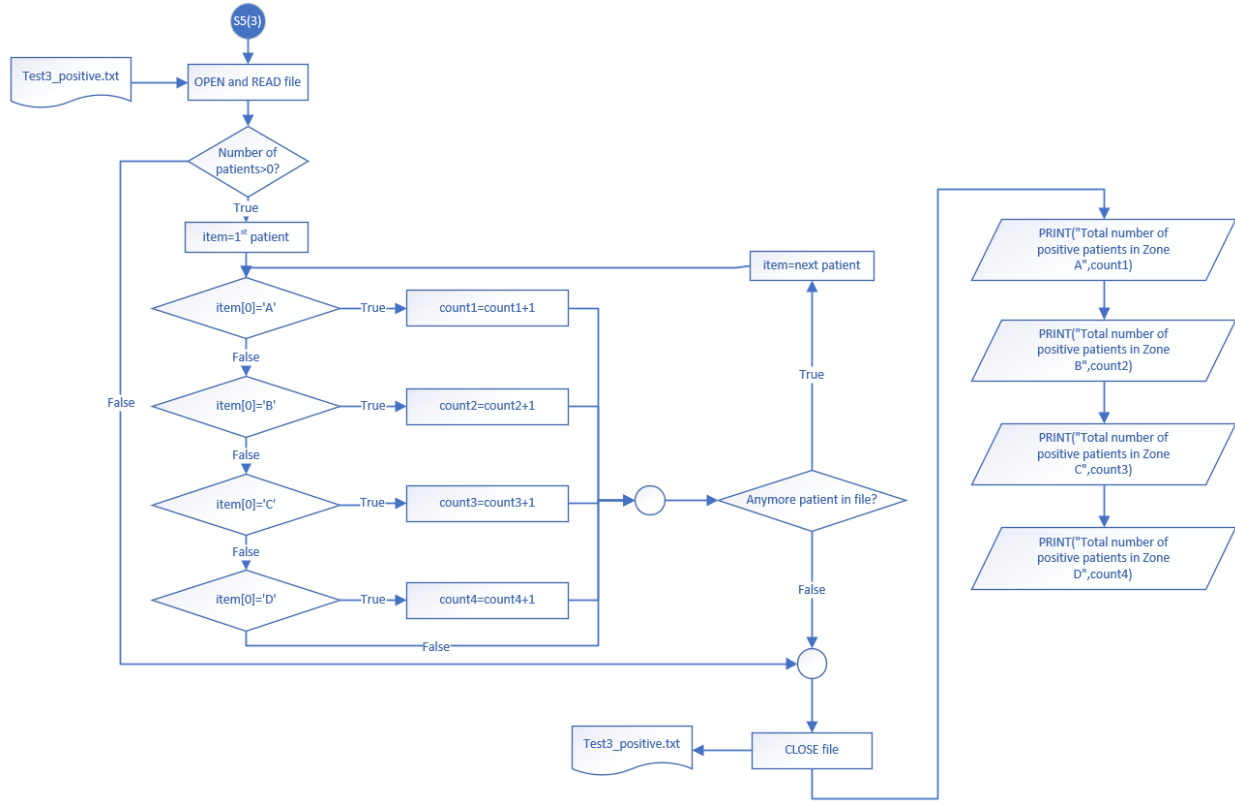 S5(3)
Test3_positive.txt
OPEN and READ file
Number of
patients>0?
True
item=1st patient
item=next patient
item[0]='A'
True
count1=count1+1
False
item[0]='B'
True
count2=count2+1
False
item[0]='C'
True
count3=count3+1
False
item[0]='D'
True
count4=count4+1
False
False
Anymore patient in file?
True
False
Test3_positive.txt
CLOSE file
PRINT("Total number of
positive patients in Zone
A",count1)
PRINT("Total number of
positive patients in Zone
B",count2)
PRINT("Total number of
positive patients in Zone
C",count3)
PRINT("Total number of
positive patients in Zone
D",count4)